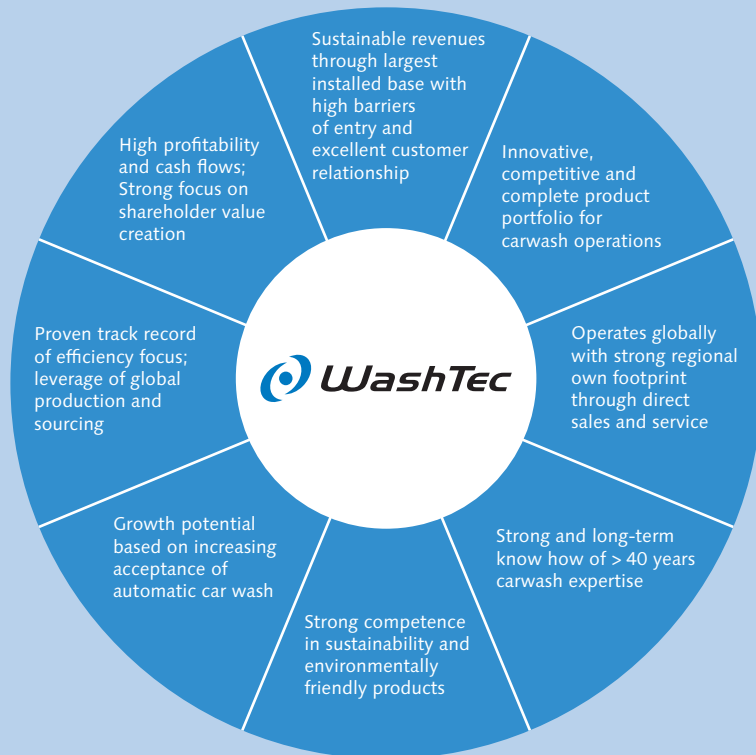 Sustainable revenues
through largest
installed base with
high barriers
of entry and
excellent customer
relationship
Innovative,
competitive and
complete product
portfolio for
carwash operations
Operates globally
with strong regional
own footprint
through direct
sales and service
Strong and long-term
know how of > 40 years
carwash expertise
Strong competence
in sustainability and
environmentally
friendly products
Growth potential
based on increasing
acceptance of
automatic car wash
Proven track record
of efficiency focus;
leverage of global
production and
sourcing
High profitability
and cash flows;
Strong focus on
shareholder value
creation
WashTec